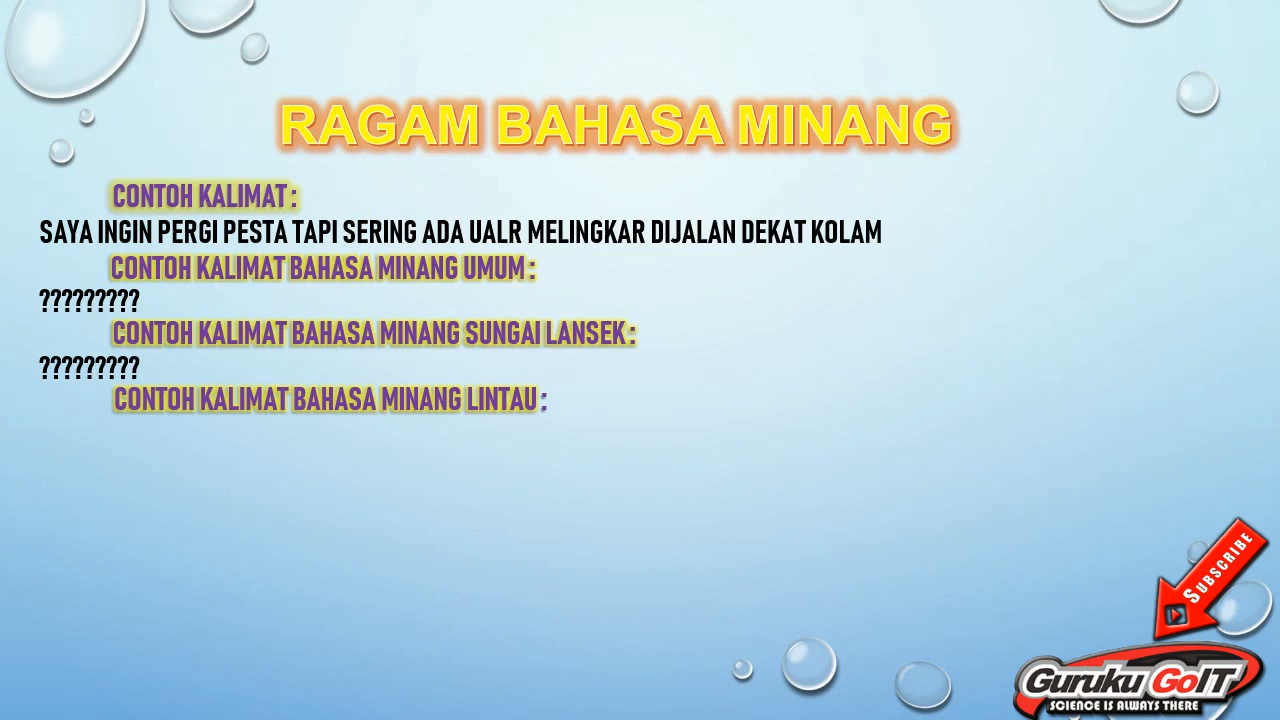 RAGAM BAHASA MINANG
CONTOH KALIMAT :
SAYA INGIN PERGI PESTA TAPI SERING ADA UALR MELINGKAR DIJALAN DEKAT KOLAM
CONTOH KALIMAT BAHASA MINANG UMUM :
?????????
CONTOH KALIMAT BAHASA MINANG SUNGAI LANSEK :
?????????
CONTOH KALIMAT BAHASA MINANG LINTAU :
SUBSCRIBE
Guruku GoIT
SCIENCE IS ALWAYS THERE